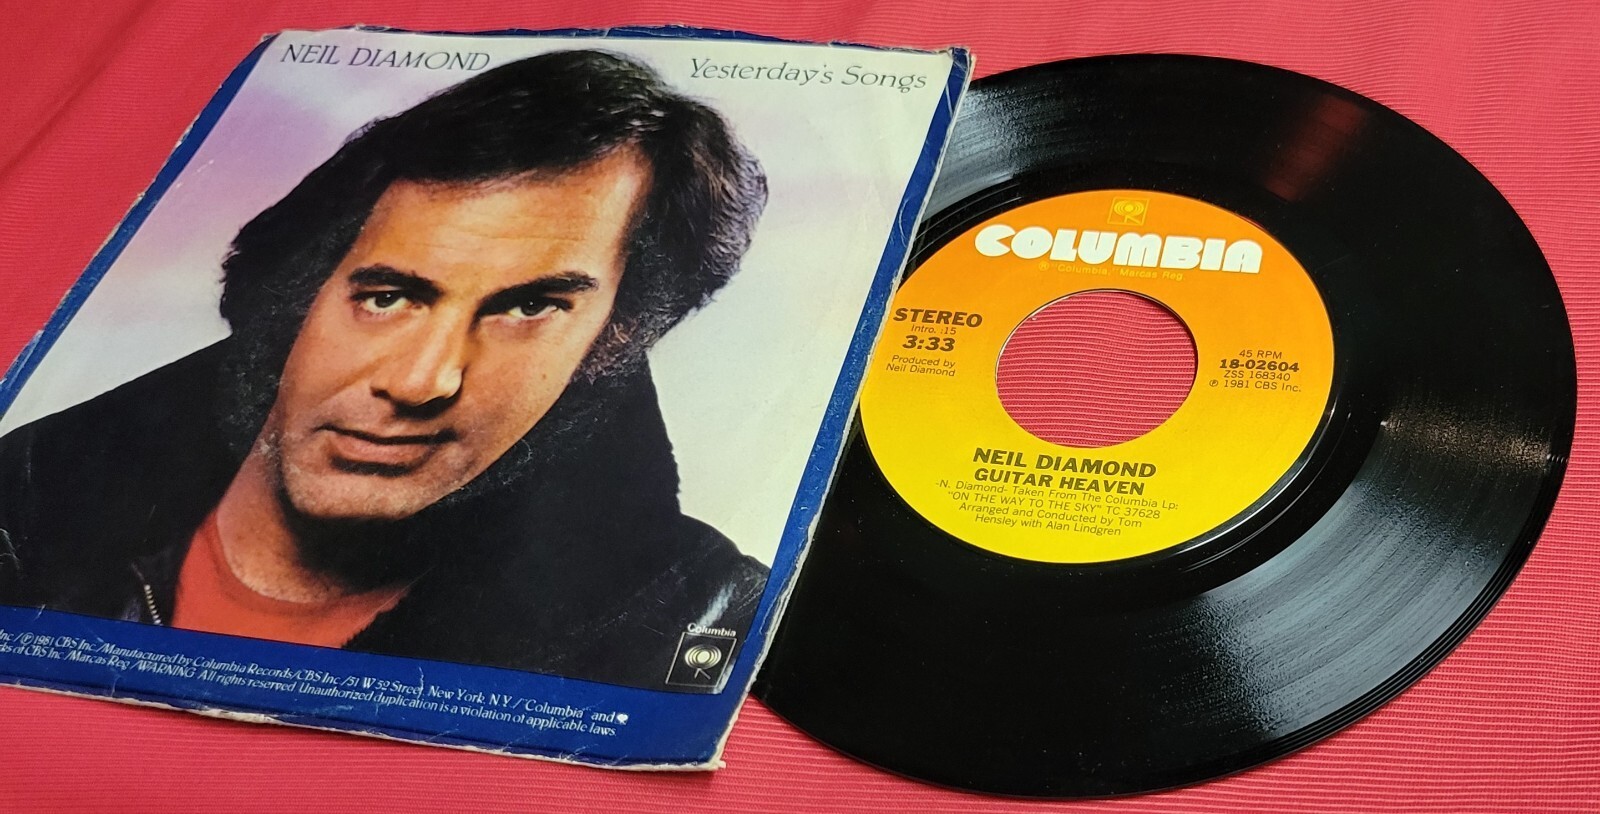 NEIL DIAMOND
Yesterday's Songs
Columbia
Inc / ℗ 1981 CBS Inc /Manufactured by Columbia Records/CBS Inc /51 W 52 Street, New York, N.Y. / "Columbia" and
of CBS Inc /Marcas Reg /WARNING All rights reserved Unauthorized duplication is a violation of applicable laws.
COLUMBIA
® "Columbia," Marcas Reg
STEREO
Intro. :15
3:33
Produced by
Neil Diamond
45 RPM
18-02604
ZSS 168340
℗ 1981 CBS Inc.
NEIL DIAMOND
GUITAR HEAVEN
-N. Diamond- Taken From The Columbia Lp:
"ON THE WAY TO THE SKY" TC 37628
Arranged and Conducted by Tom
Hensley with Alan Lindgren